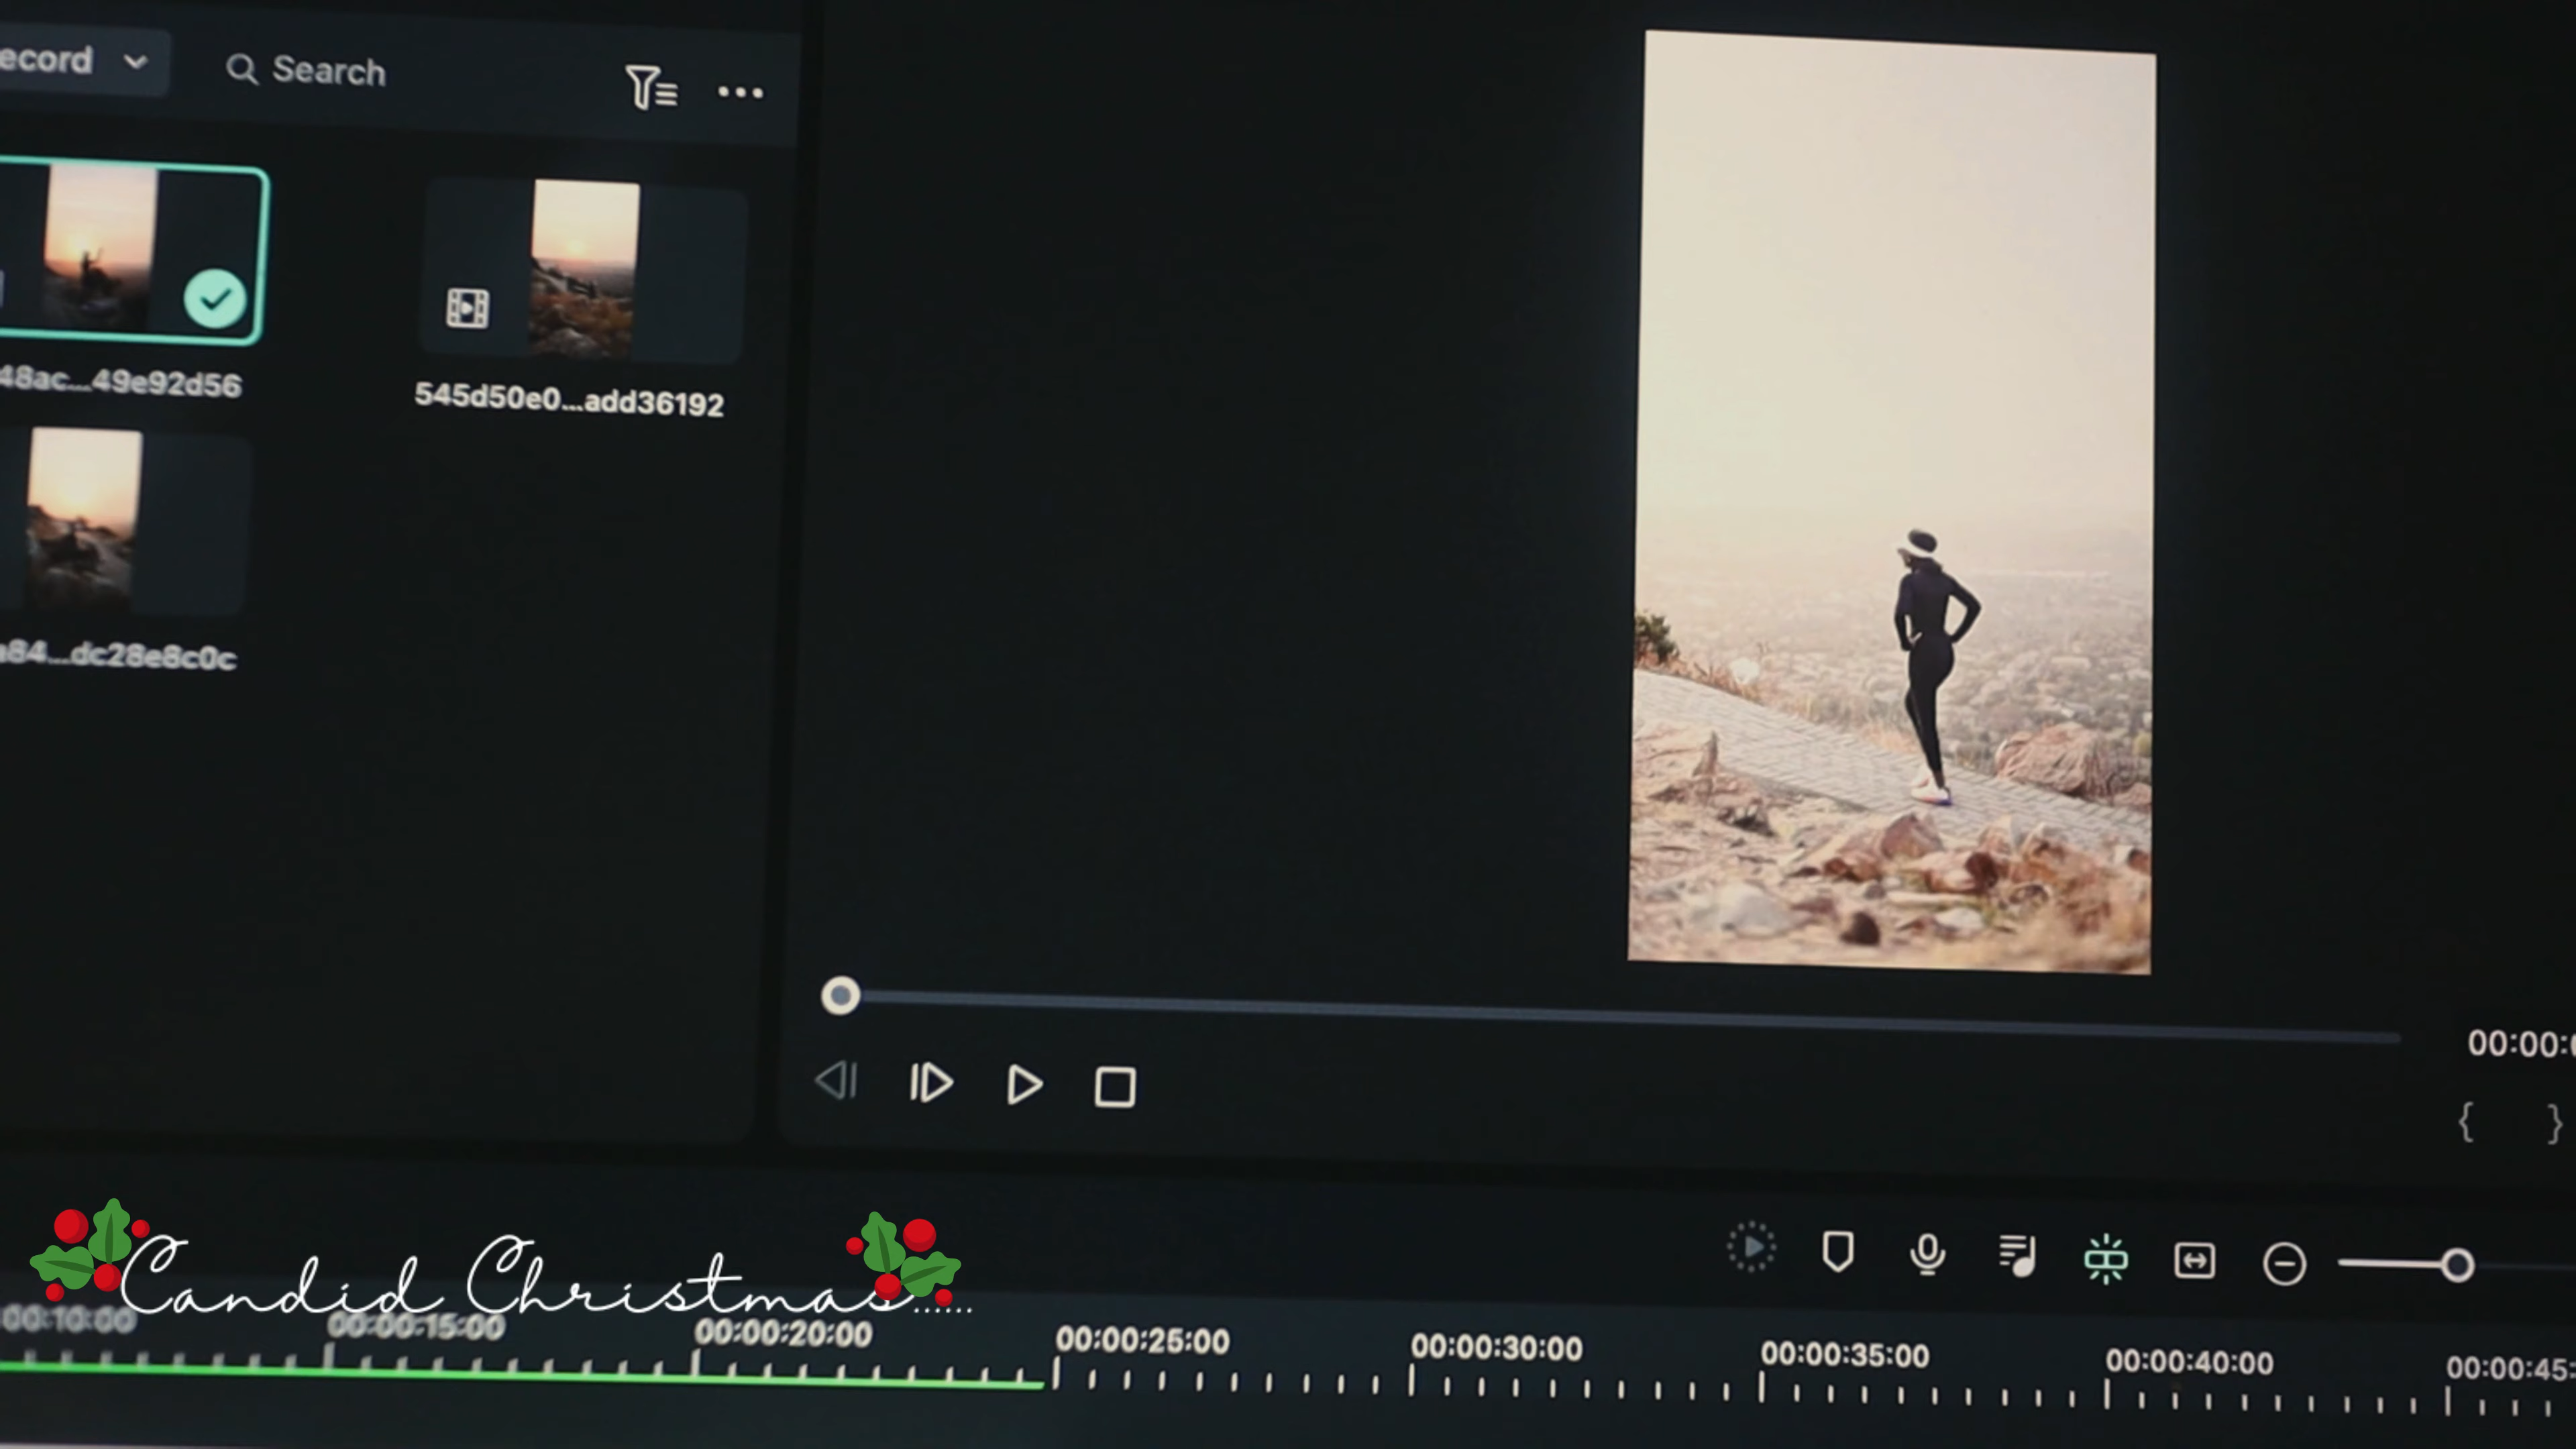 ecord
Search
48ac...49e92d56
545d50e0...add36192
a84...dc28e8c0c
00:00:
{ }
Candid Christmas......
00:10:00
00:00:15:00
00:00:20:00
00:00:25:00
00:00:30:00
00:00:35:00
00:00:40:00
00:00:45: